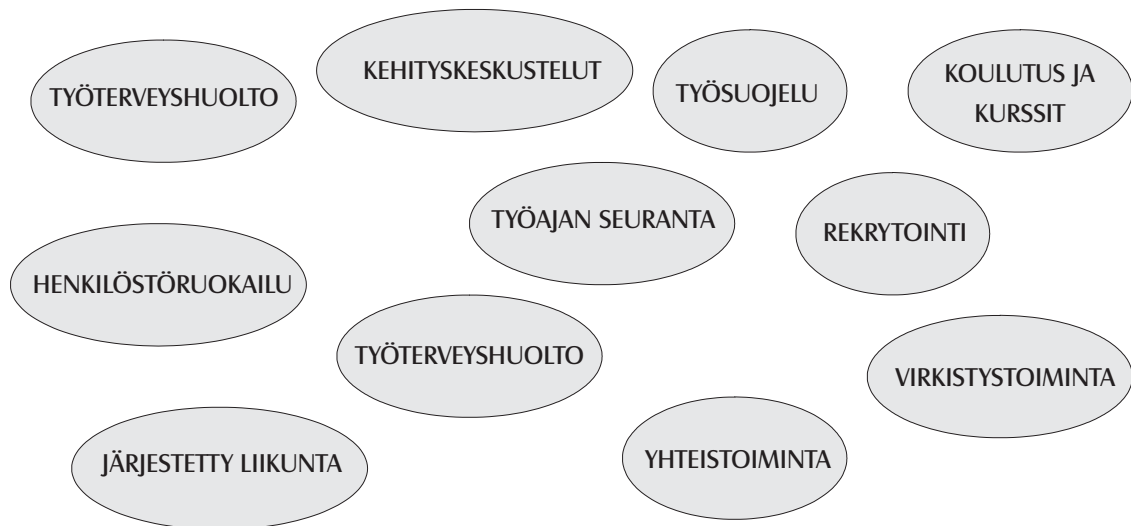 TYÖTERVEYSHUOLTO
KEHITYSKESKUSTELUT
TYÖSUOJELU
KOULUTUS JA
KURSSIT
TYÖAJAN SEURANTA
REKRYTOINTI
HENKILÖSTÖRUOKAILU
TYÖTERVEYSHUOLTO
VIRKISTYSTOIMINTA
JÄRJESTETTY LIIKUNTA
YHTEISTOIMINTA